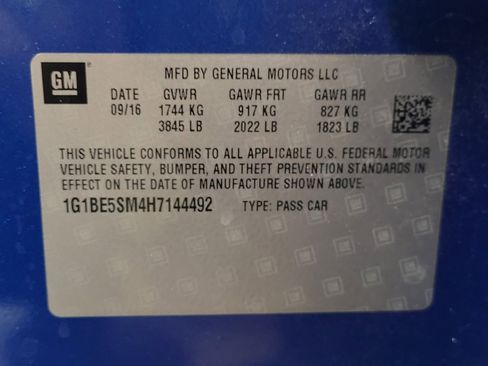 GM
MFD BY GENERAL MOTORS LLC
DATE GVWR GAWR FRT GAWR RR
09/16 1744 KG 917 KG 827 KG
3845 LB 2022 LB 1823 LB
THIS VEHICLE CONFORMS TO ALL APPLICABLE U.S. FEDERAL MOTOR
VEHICLE SAFETY, BUMPER, AND THEFT PREVENTION STANDARDS
IN EFFECT ON THE DATE OF MANUFACTURE SHOWN ABOVE.
1G1BE5SM4H7144492 TYPE: PASS CAR